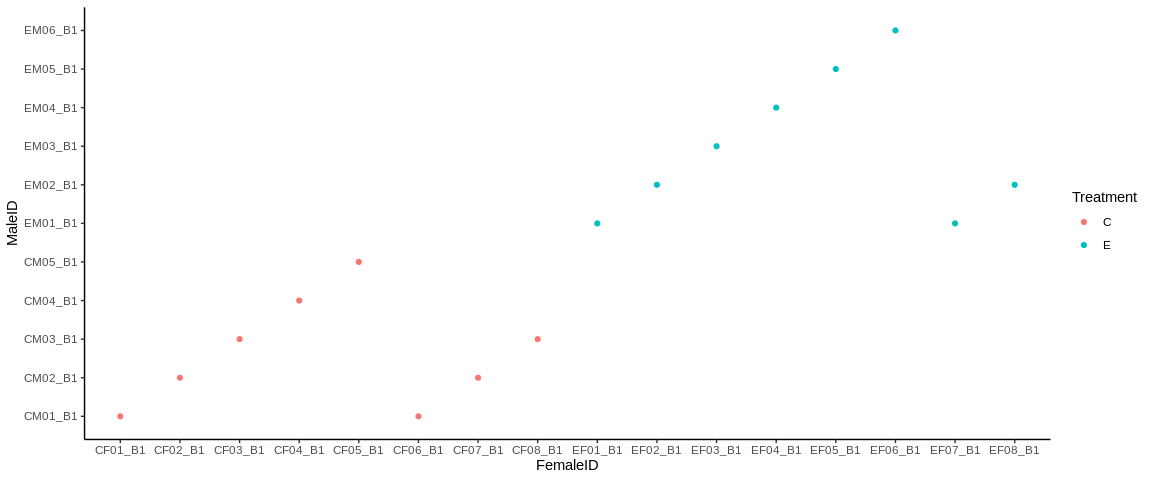 EM06_B1
EM05_B1
EM04_B1
EM03_B1
EM02_B1
EM01_B1
CM05_B1
CM04_B1
CM03_B1
CM02_B1
CM01_B1
MaleID
CF01_B1 CF02_B1 CF03_B1 CF04_B1 CF05_B1 CF06_B1 CF07_B1 CF08_B1 EF01_B1 EF02_B1 EF03_B1 EF04_B1 EF05_B1 EF06_B1 EF07_B1 EF08_B1
FemaleID
Treatment
C
E